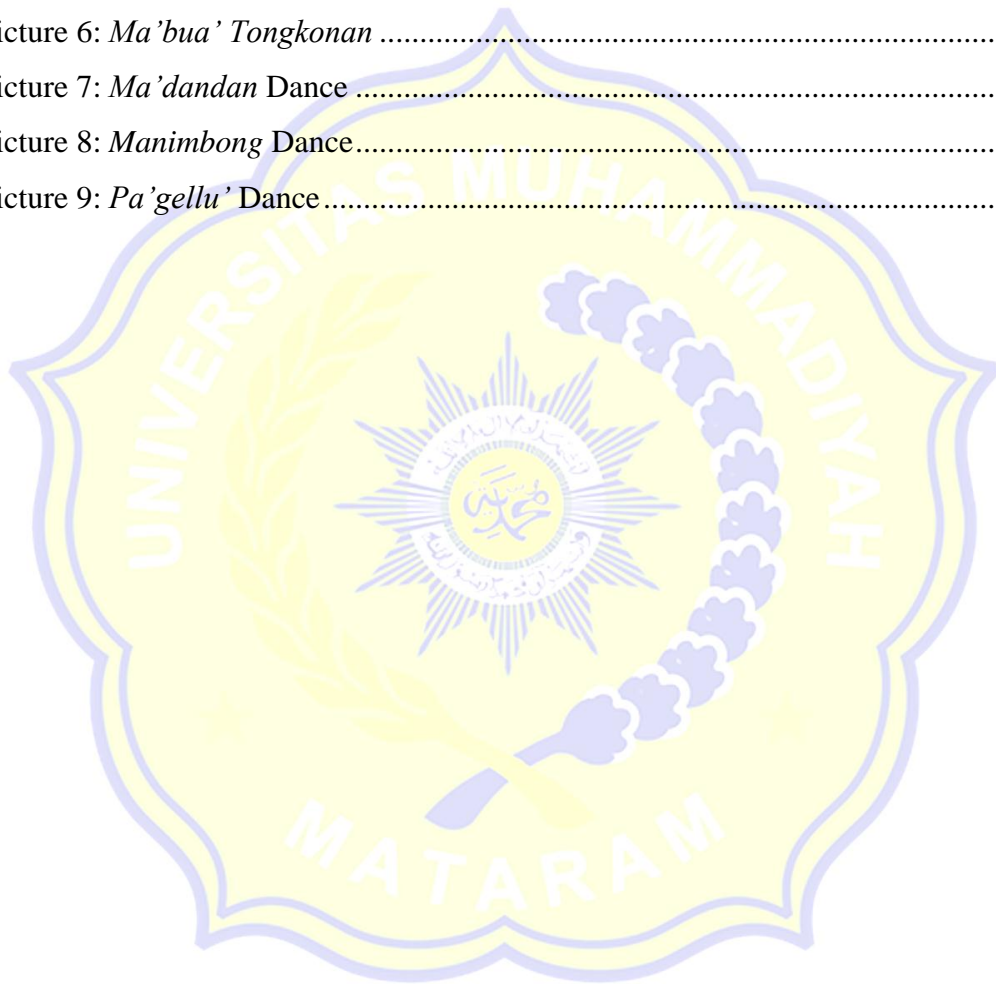 icture 6: Ma’bua’ Tongkonan .......................................................................
icture 7: Ma’dandan Dance ..........................................................................
icture 8: Manimbong Dance..........................................................................
icture 9: Pa’gellu’ Dance..............................................................................
UNIVERSITAS MUHAMMADIYAH
MATARAM